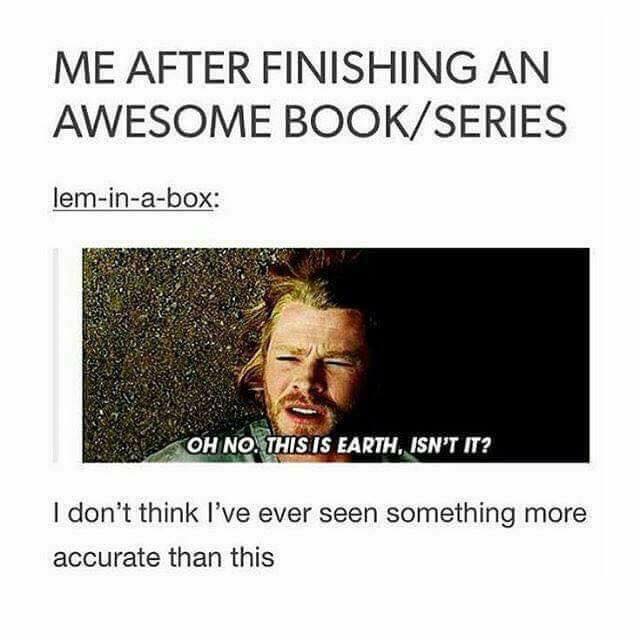 ME AFTER FINISHING AN
AWESOME BOOK/SERIES
lem-in-a-box:
OH NO. THIS IS EARTH, ISN'T IT?
I don't think I've ever seen something more
accurate than this